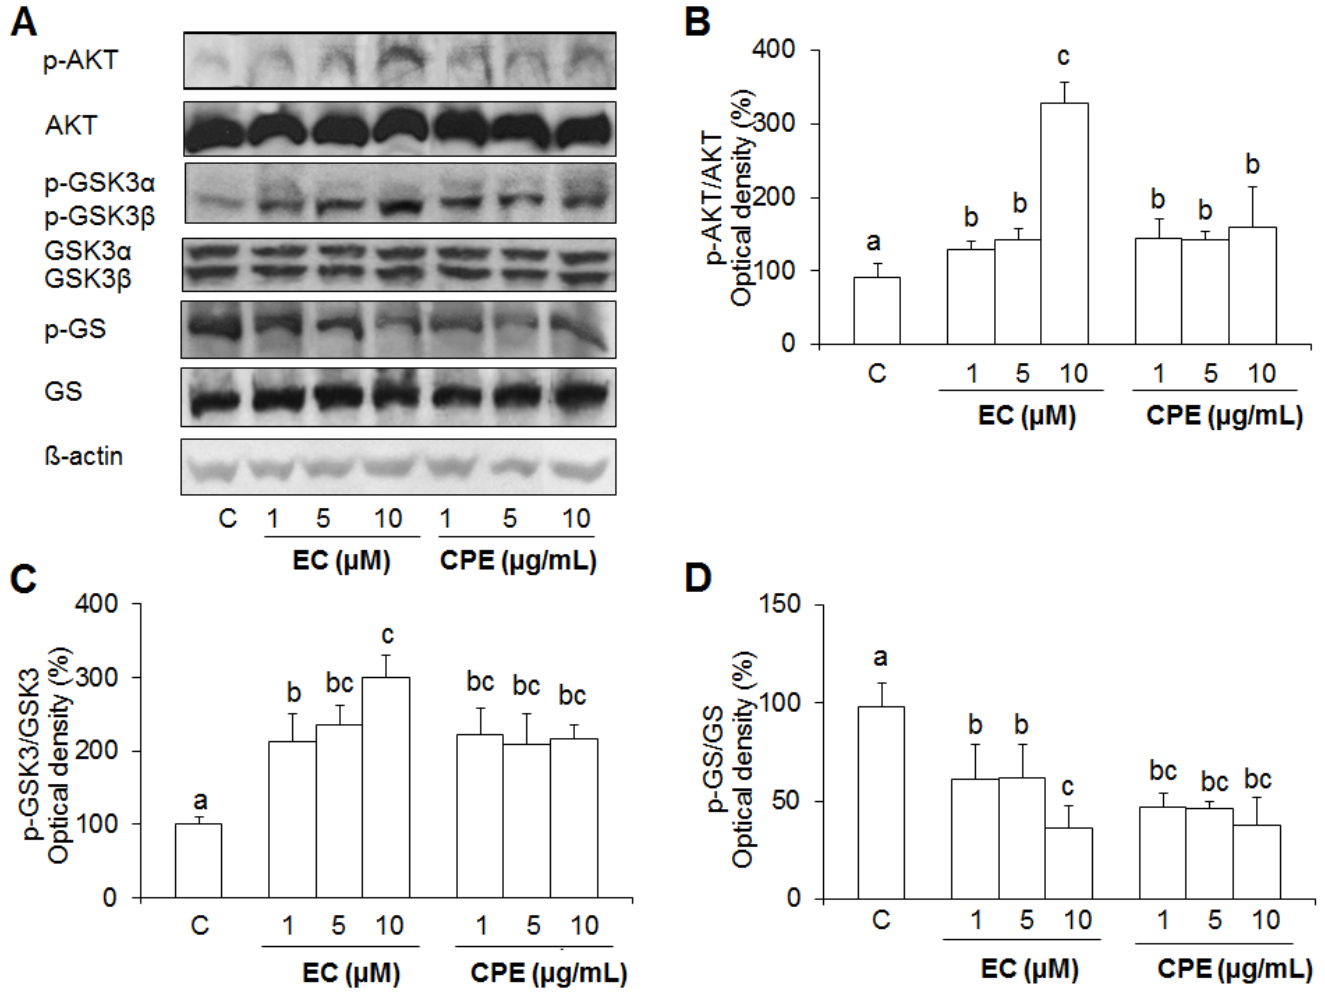 A
p-AKT
AKT
p-GSK3α
p-GSK3β
GSK3α
GSK3β
p-GS
GS
ß-actin
C 1 5 10 1 5 10
EC (µM) CPE (µg/mL)
B
p-AKT/AKT
Optical density (%)
400
300
200
100
0
a b b c b b b
C 1 5 10 1 5 10
EC (µM) CPE (µg/mL)
C
p-GSK3/GSK3
Optical density (%)
400
300
200
100
0
a b bc c bc bc bc
C 1 5 10 1 5 10
EC (µM) CPE (µg/mL)
D
p-GS/GS
Optical density (%)
150
100
50
0
a b b c bc bc bc
C 1 5 10 1 5 10
EC (µM) CPE (µg/mL)